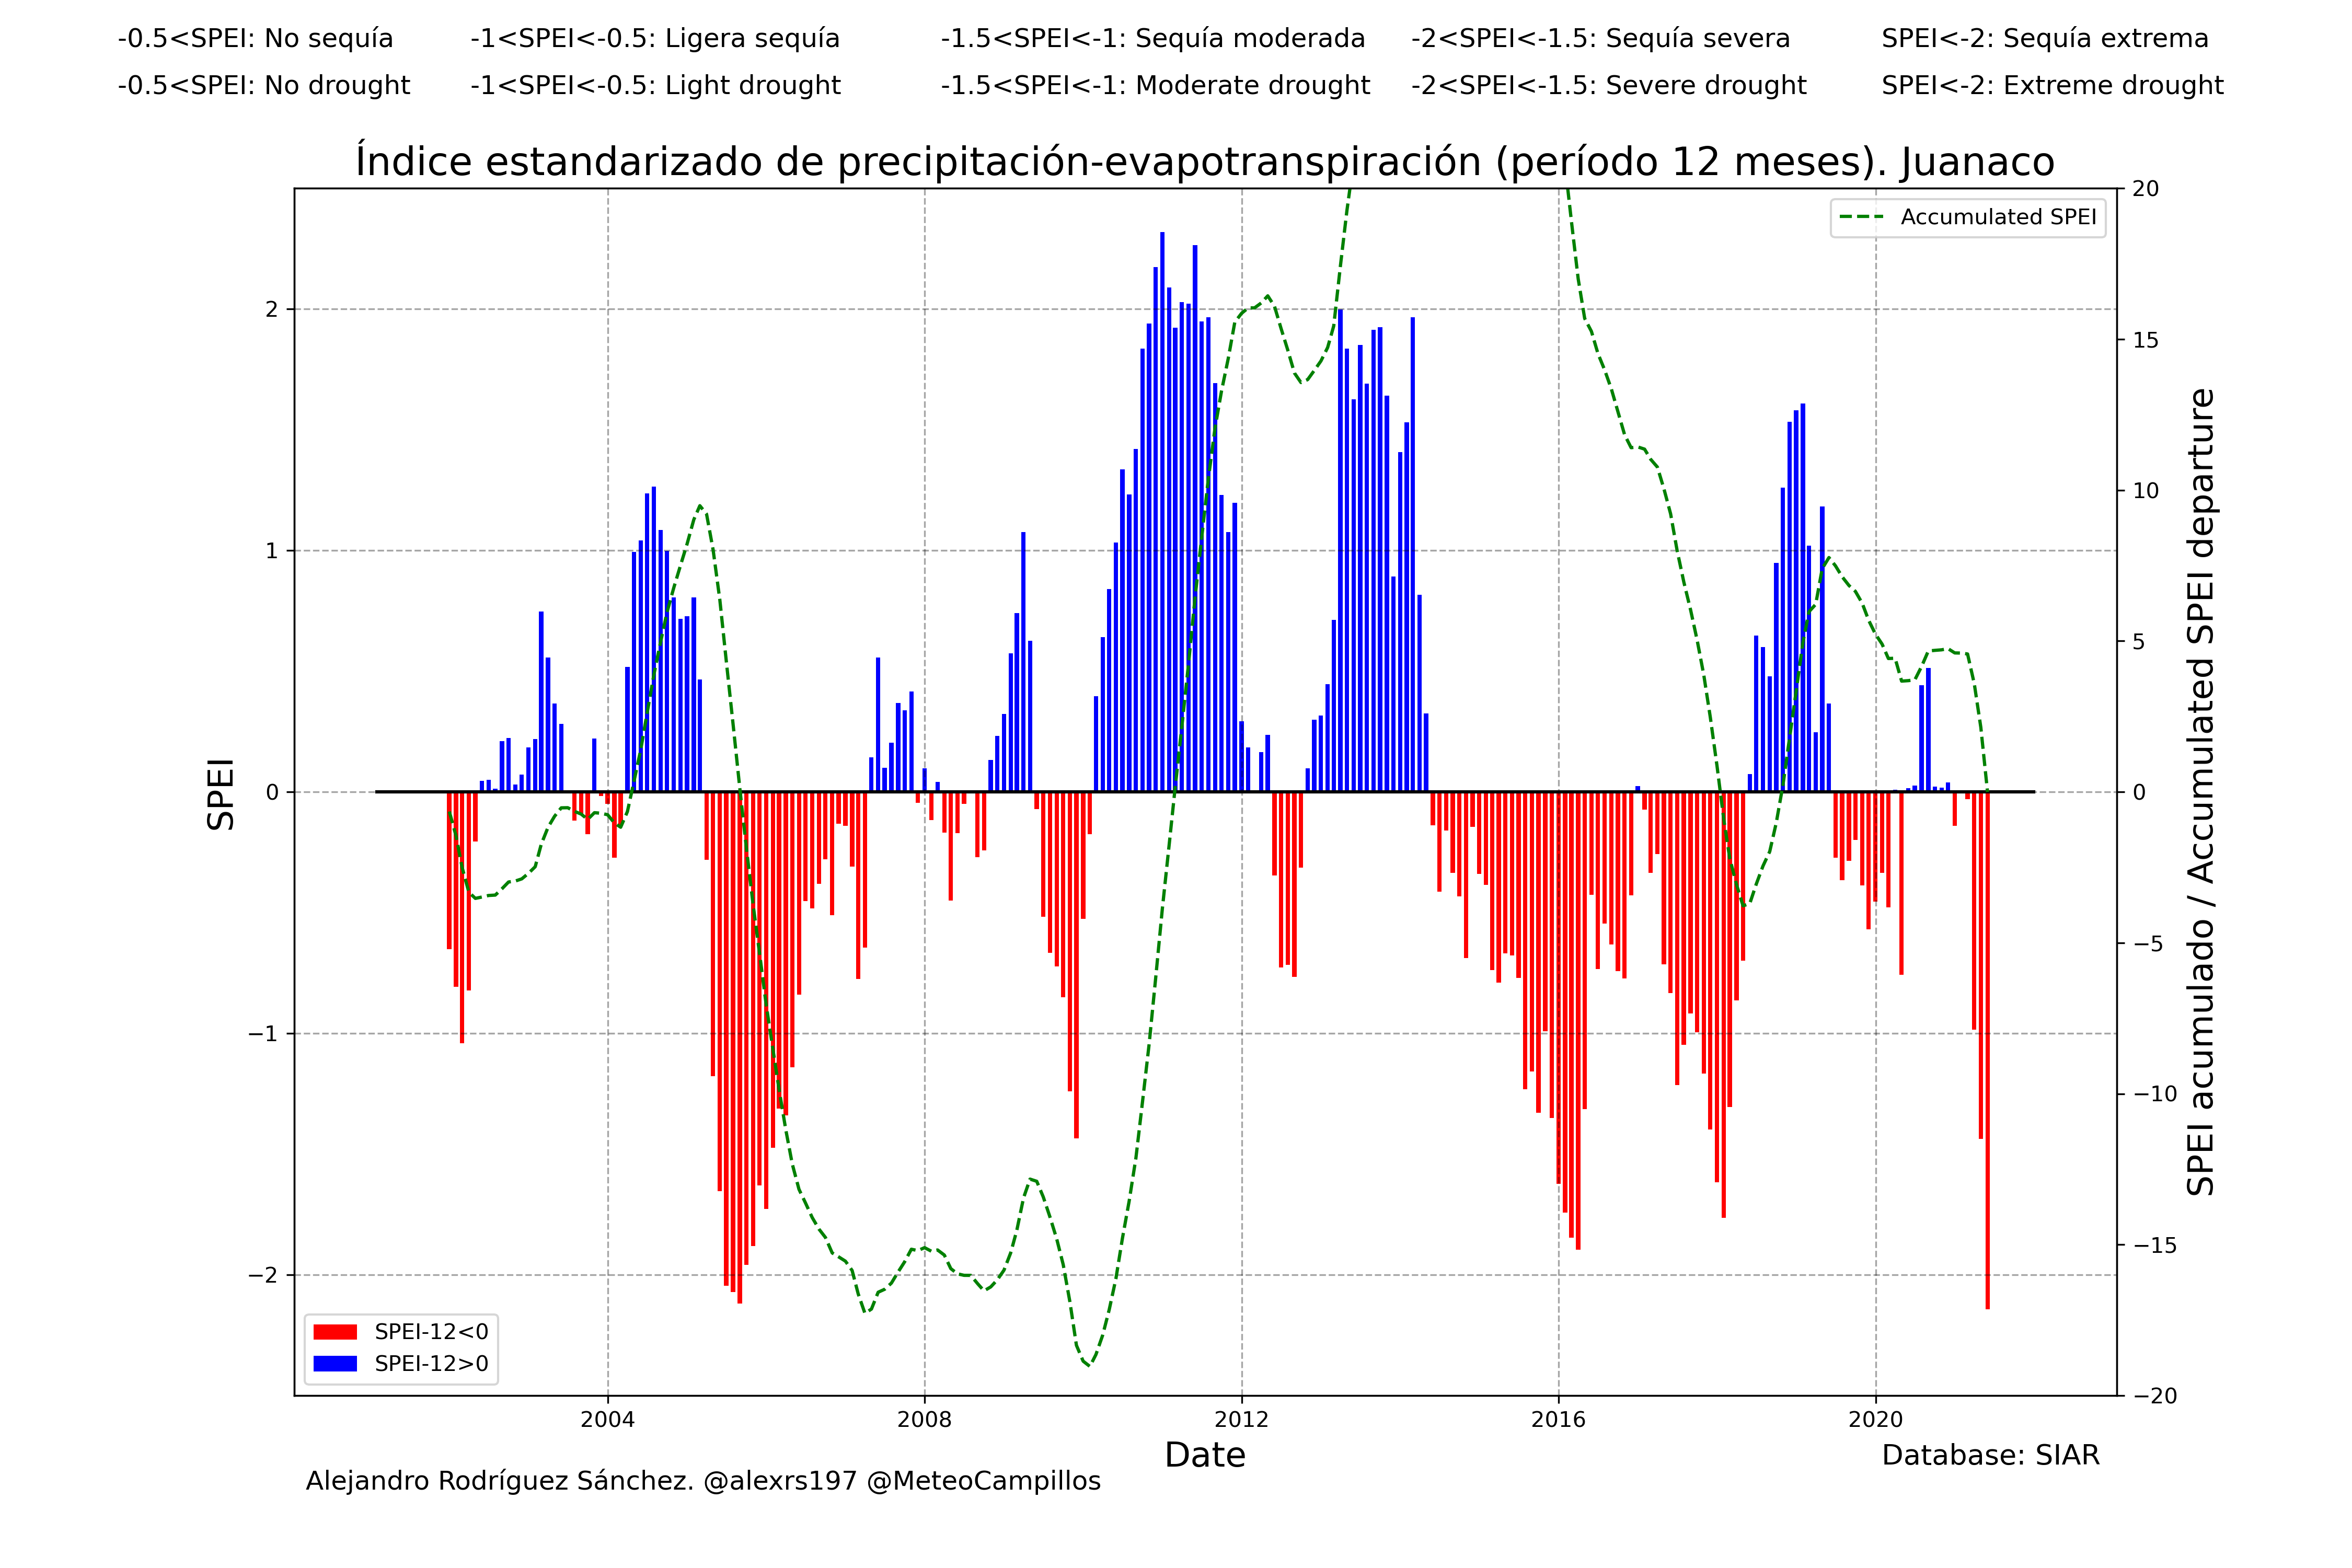 -0.5<SPEI: No sequía -1<SPEI<-0.5: Ligera sequía -1.5<SPEI<-1: Sequía moderada -2<SPEI<-1.5: Sequía severa SPEI<-2: Sequía extrema
-0.5<SPEI: No drought -1<SPEI<-0.5: Light drought -1.5<SPEI<-1: Moderate drought -2<SPEI<-1.5: Severe drought SPEI<-2: Extreme drought
Índice estandarizado de precipitación-evapotranspiración (período 12 meses). Juanaco
Accumulated SPEI
SPEI
2
1
0
−1
−2
20
15
10
5
0
−5
−10
−15
−20
SPEI acumulado / Accumulated SPEI departure
SPEI-12<0
SPEI-12>0
2004 2008 2012 2016 2020
Date
Database: SIAR
Alejandro Rodríguez Sánchez. @alexrs197 @MeteoCampillos